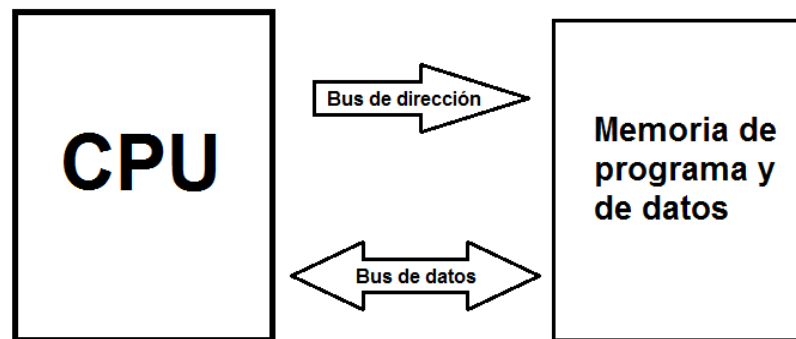 CPU
Bus de dirección
Memoria de
programa y
de datos
Bus de datos